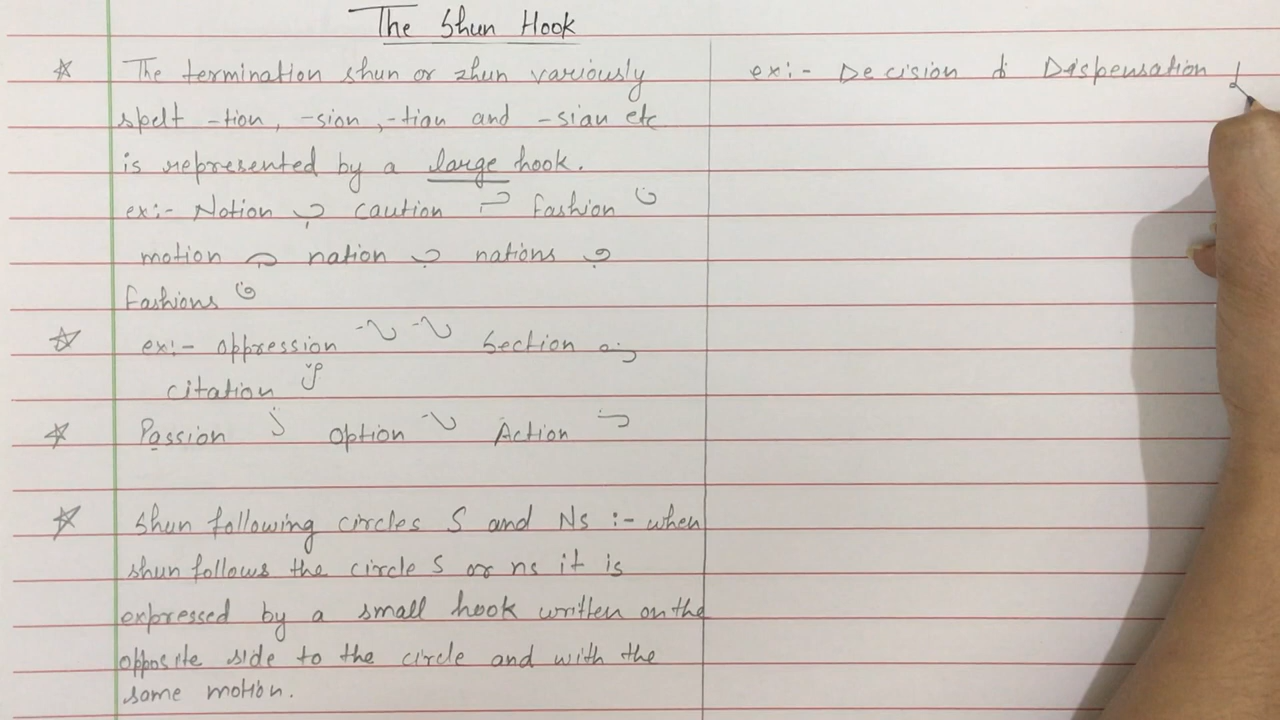 The Shun Hook
☆ The termination shun or zhun variously
spelt -tion, -sion, -tian and -sian etc
is represented by a large hook.
ex:- Notion caution fashion
motion nation nations
fashions
☆ ex:- oppression Section
citation
☆ Passion option Action
☆ Shun following circles S and Ns :- when
shun follows the circle S or ns it is
expressed by a small hook written on the
opposite side to the circle and with the
same motion.
ex:- Decision Dispensation